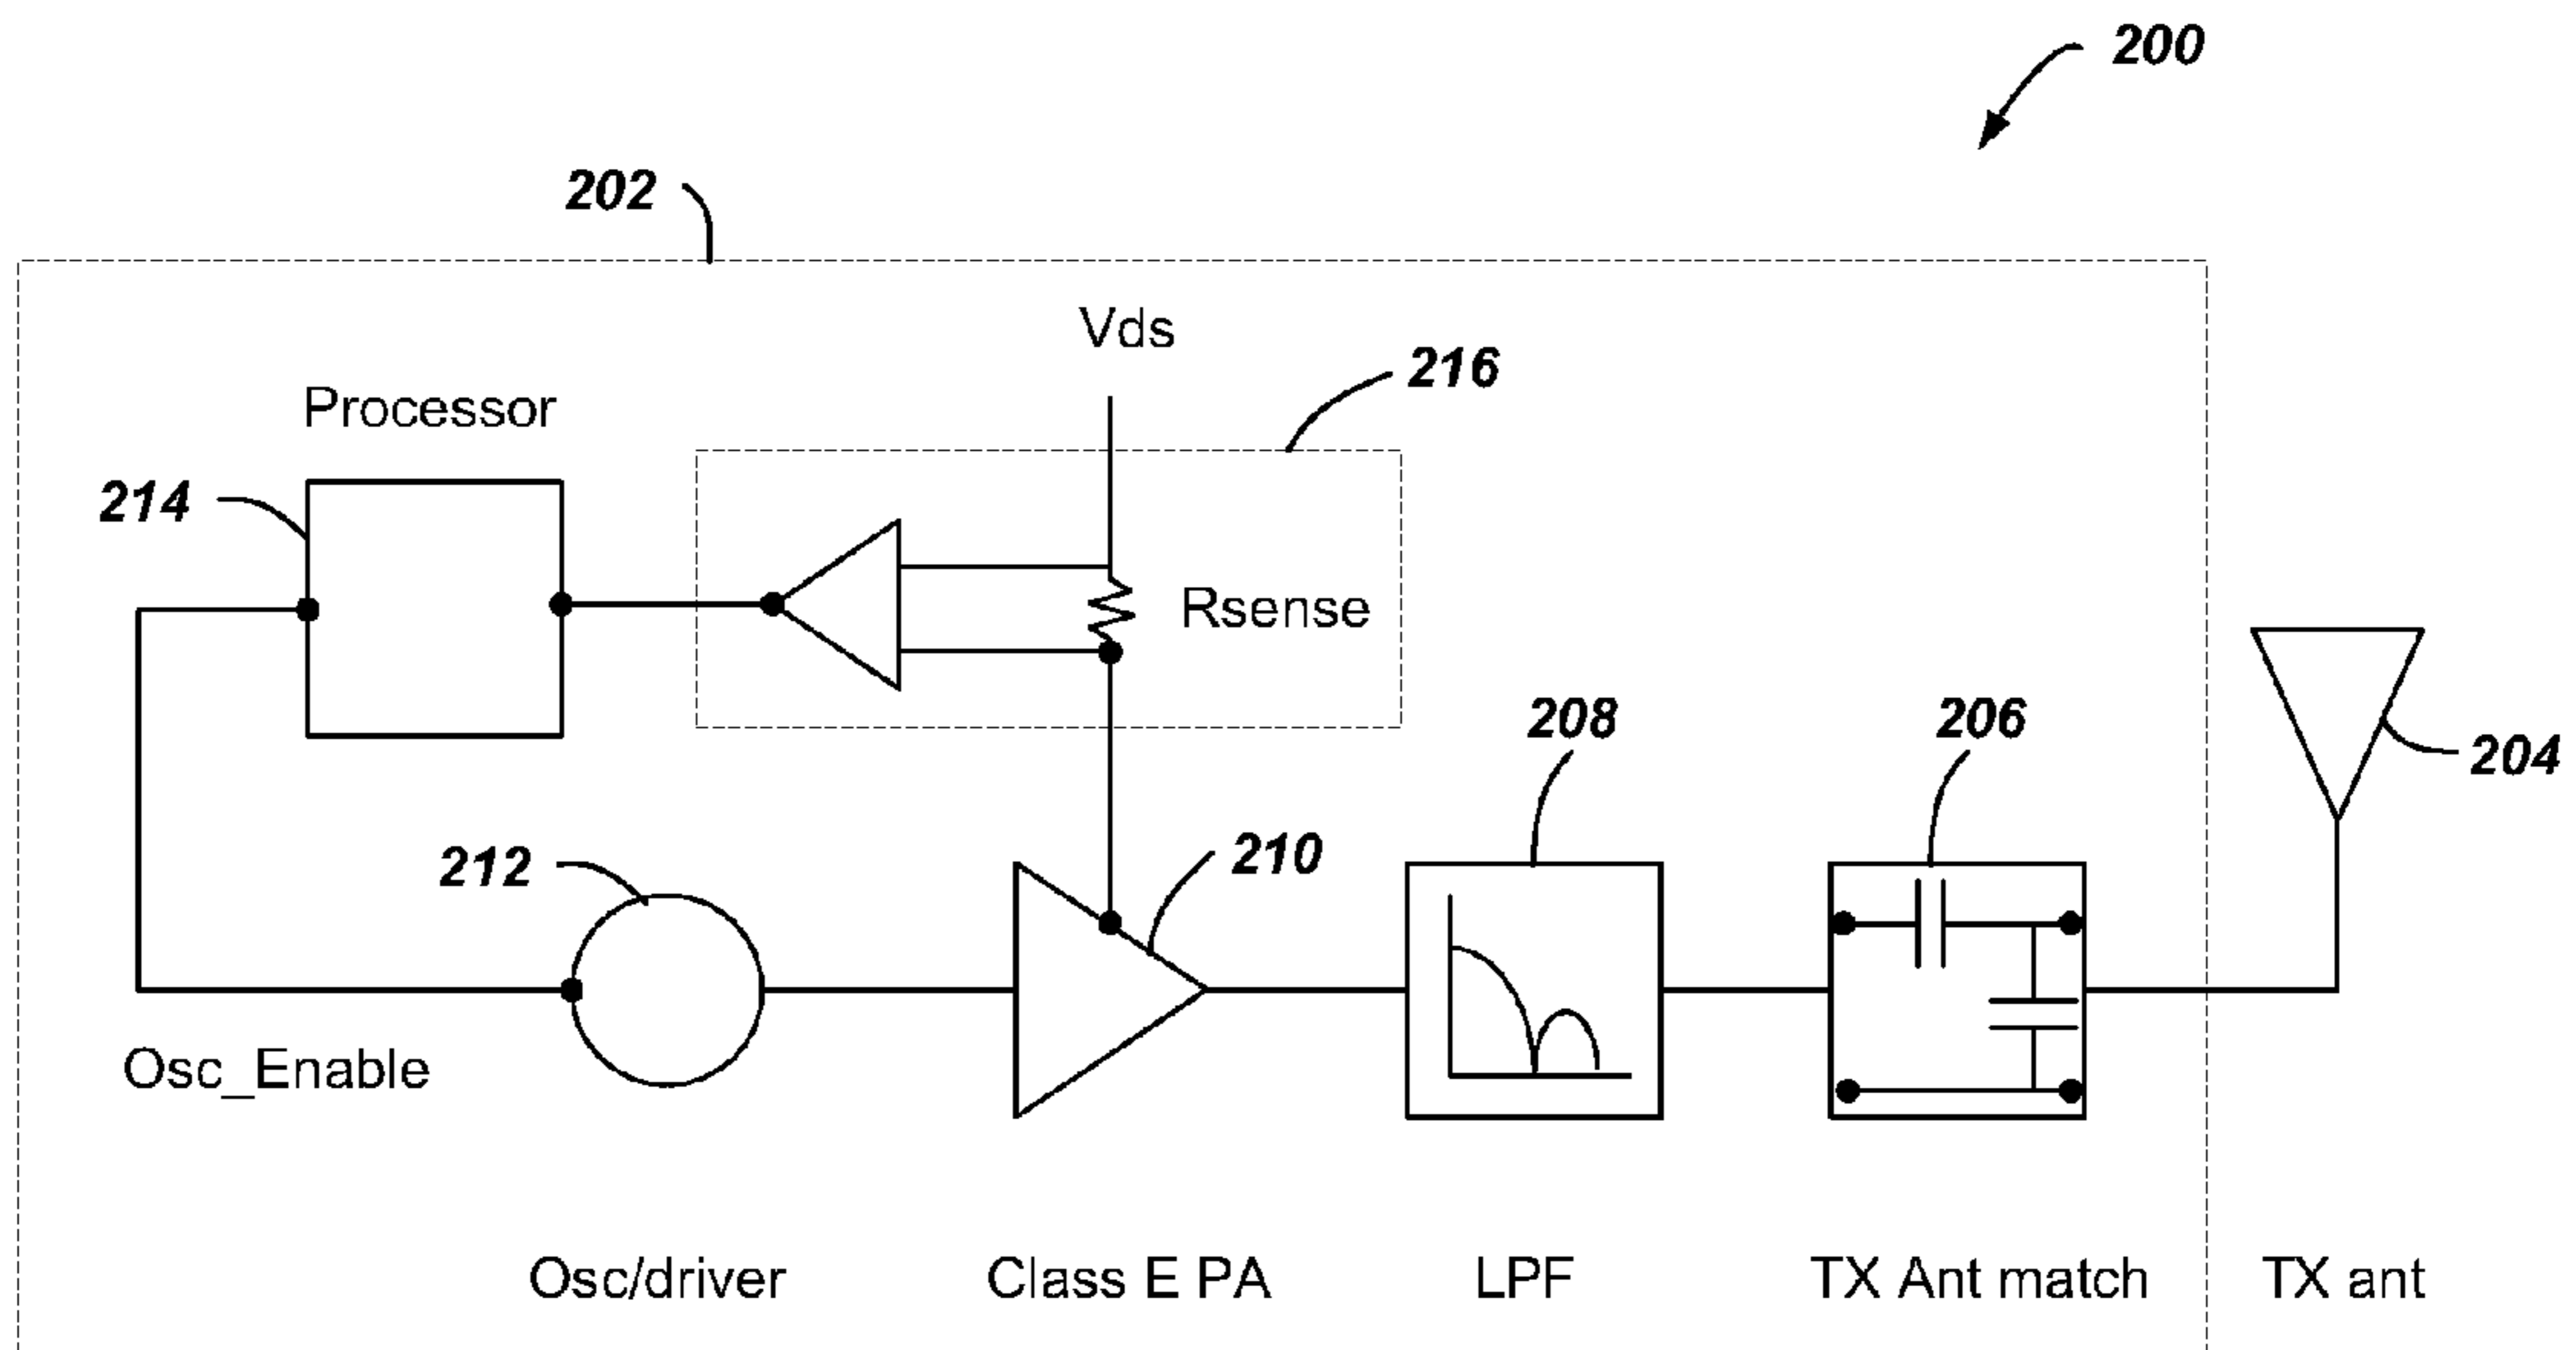 200
202
Vds
216
Processor
214
Rsense
208
206
204
212
210
Osc_Enable
Osc/driver
Class E PA
LPF
TX Ant match
TX ant